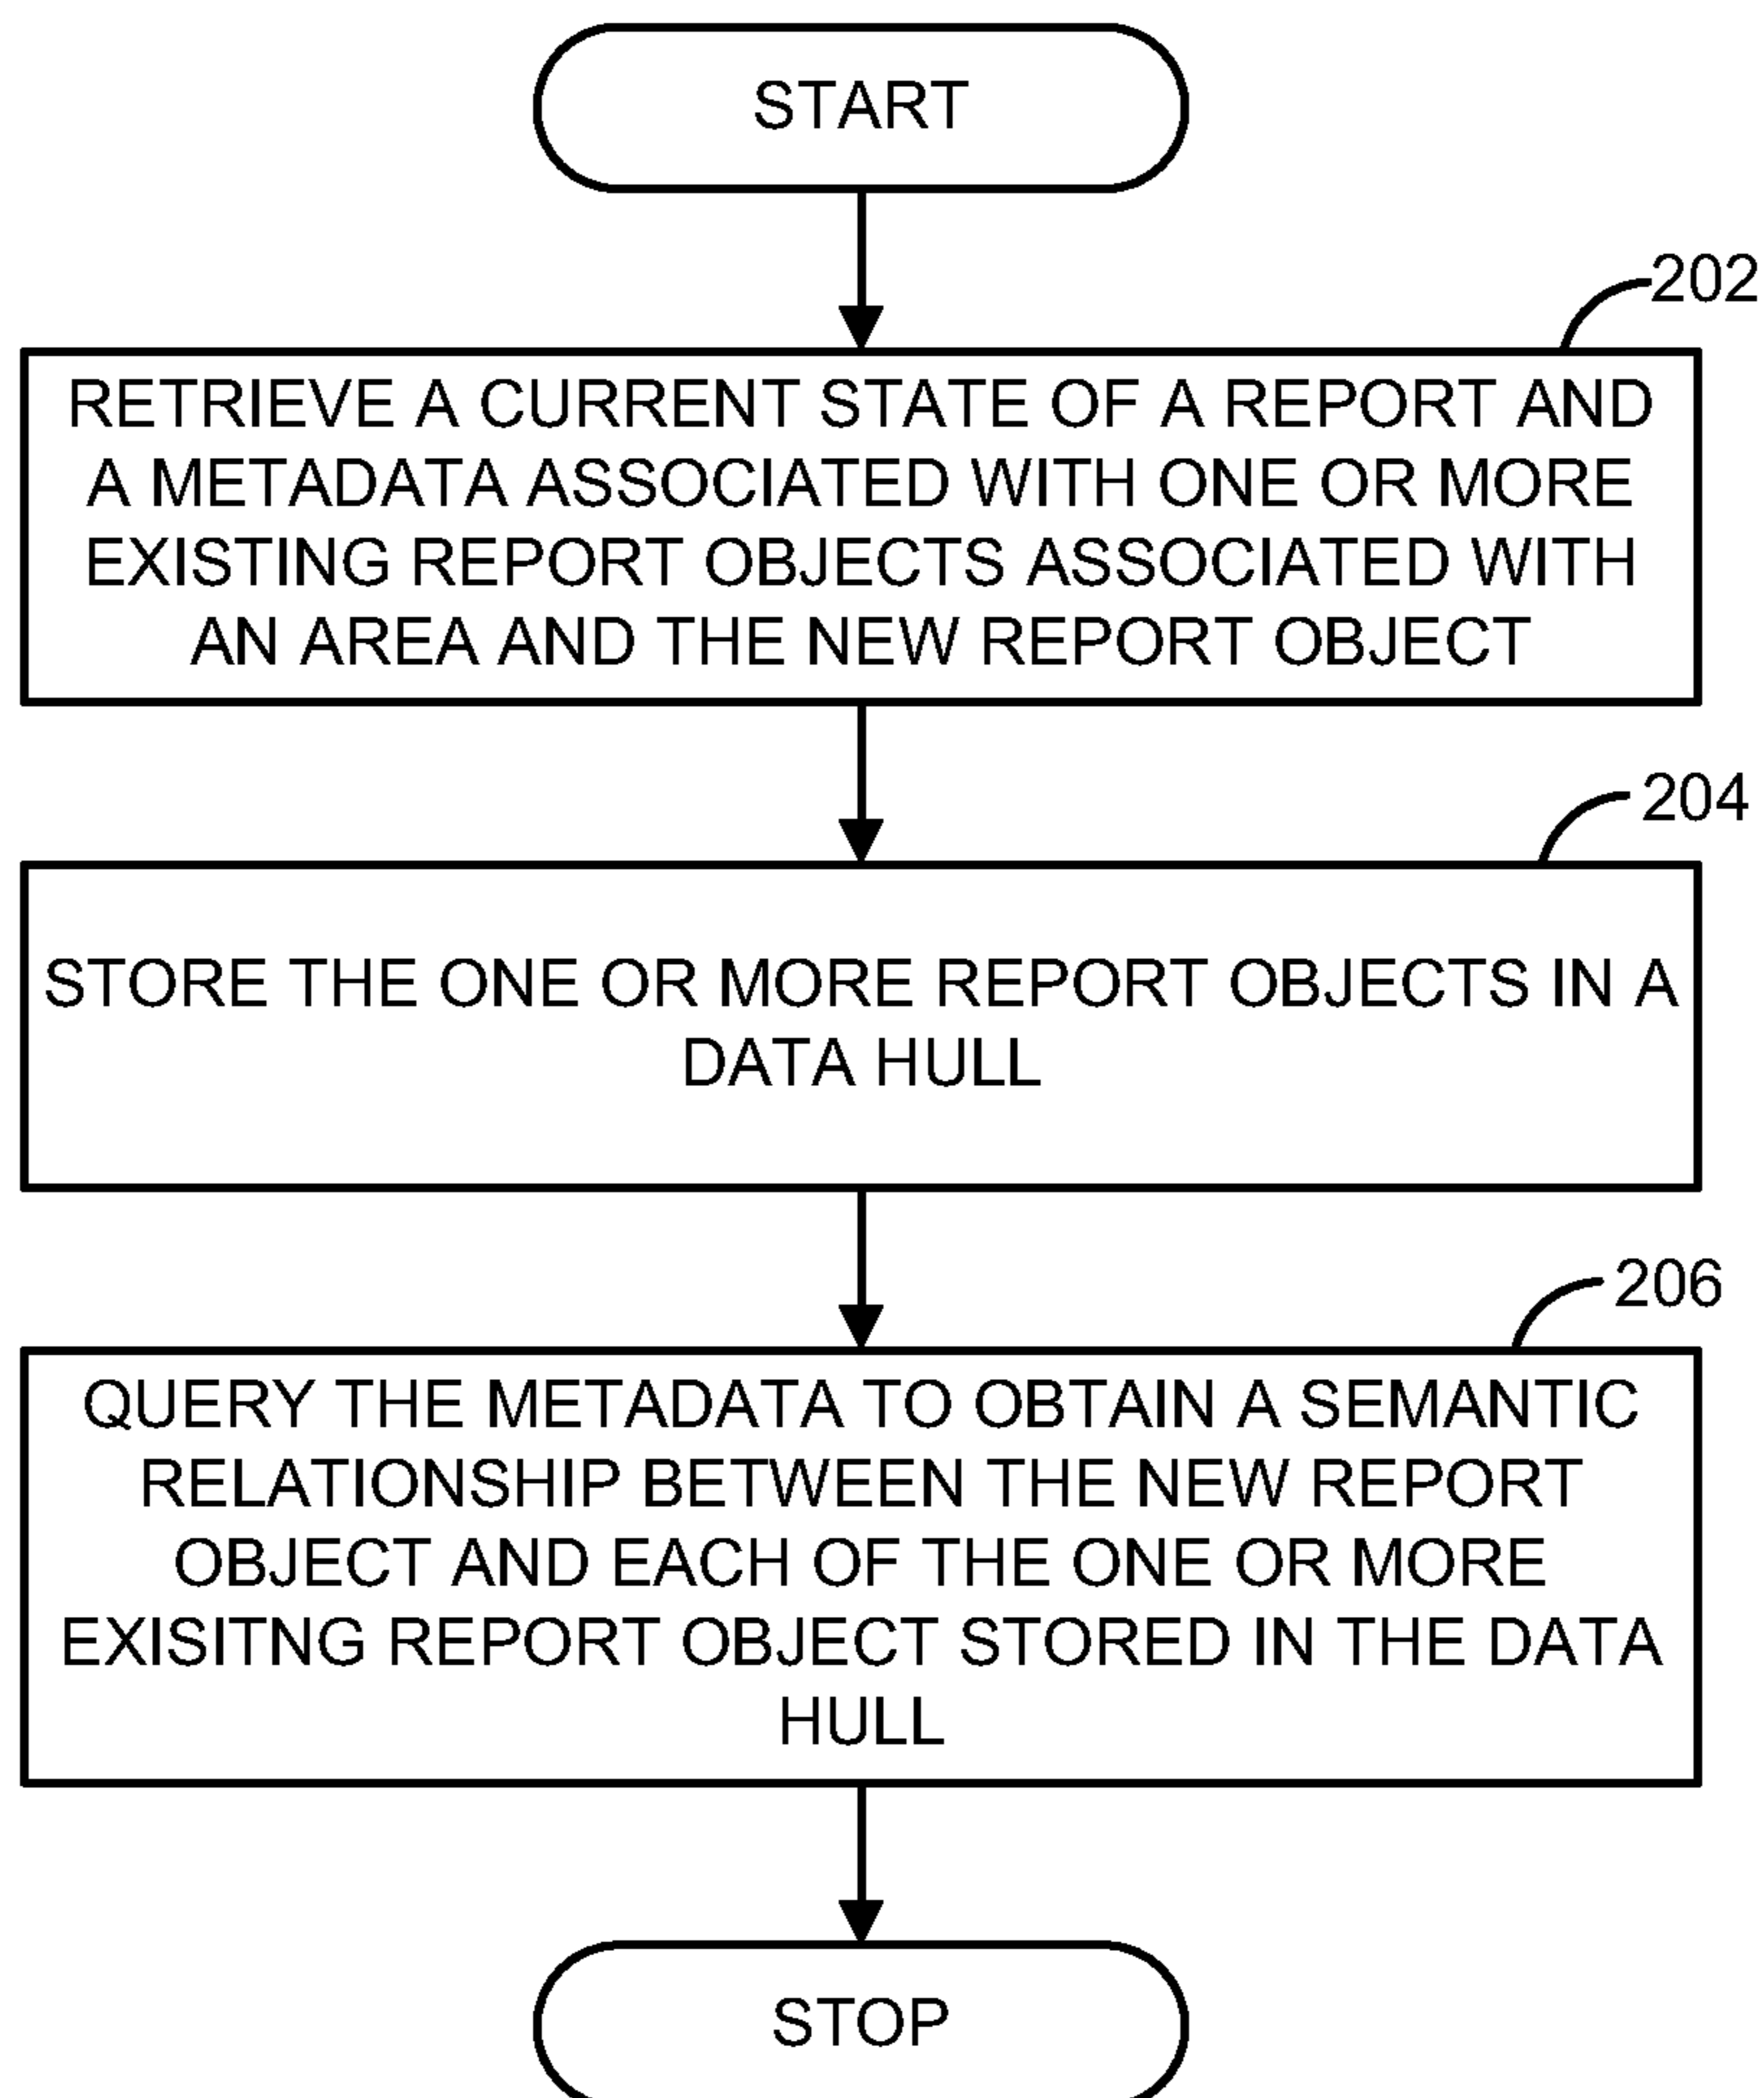 START
202
RETRIEVE A CURRENT STATE OF A REPORT AND
A METADATA ASSOCIATED WITH ONE OR MORE
EXISTING REPORT OBJECTS ASSOCIATED WITH
AN AREA AND THE NEW REPORT OBJECT
204
STORE THE ONE OR MORE REPORT OBJECTS IN A
DATA HULL
206
QUERY THE METADATA TO OBTAIN A SEMANTIC
RELATIONSHIP BETWEEN THE NEW REPORT
OBJECT AND EACH OF THE ONE OR MORE
EXISITNG REPORT OBJECT STORED IN THE DATA
HULL
STOP